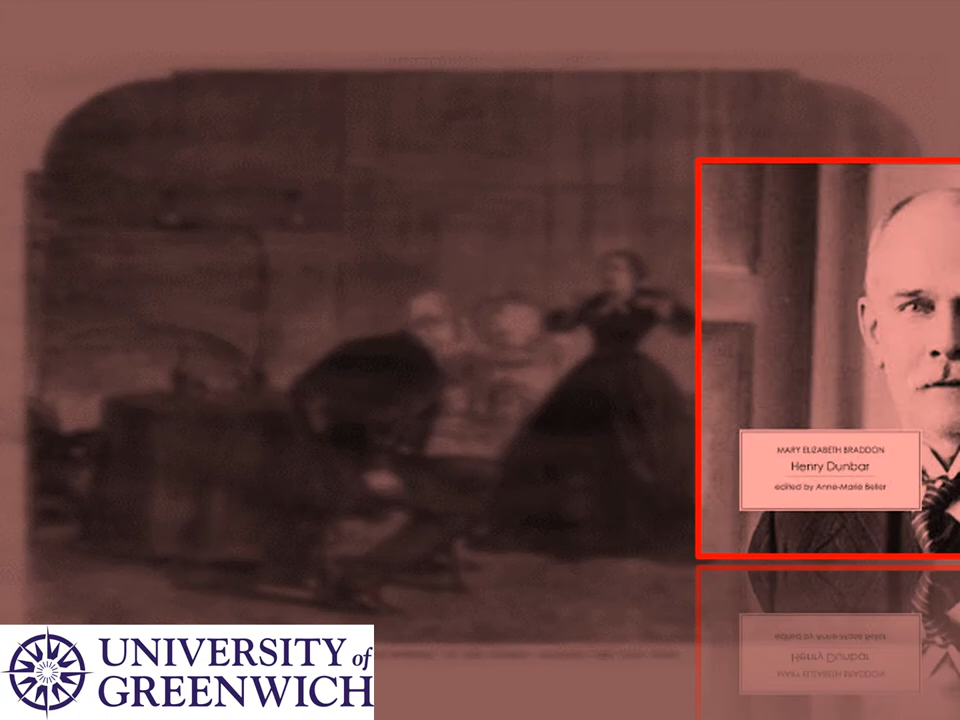 MARY ELIZABETH BRADDON
Henry Dunbar
edited by Anne-Marie Beller
UNIVERSITY of
GREENWICH